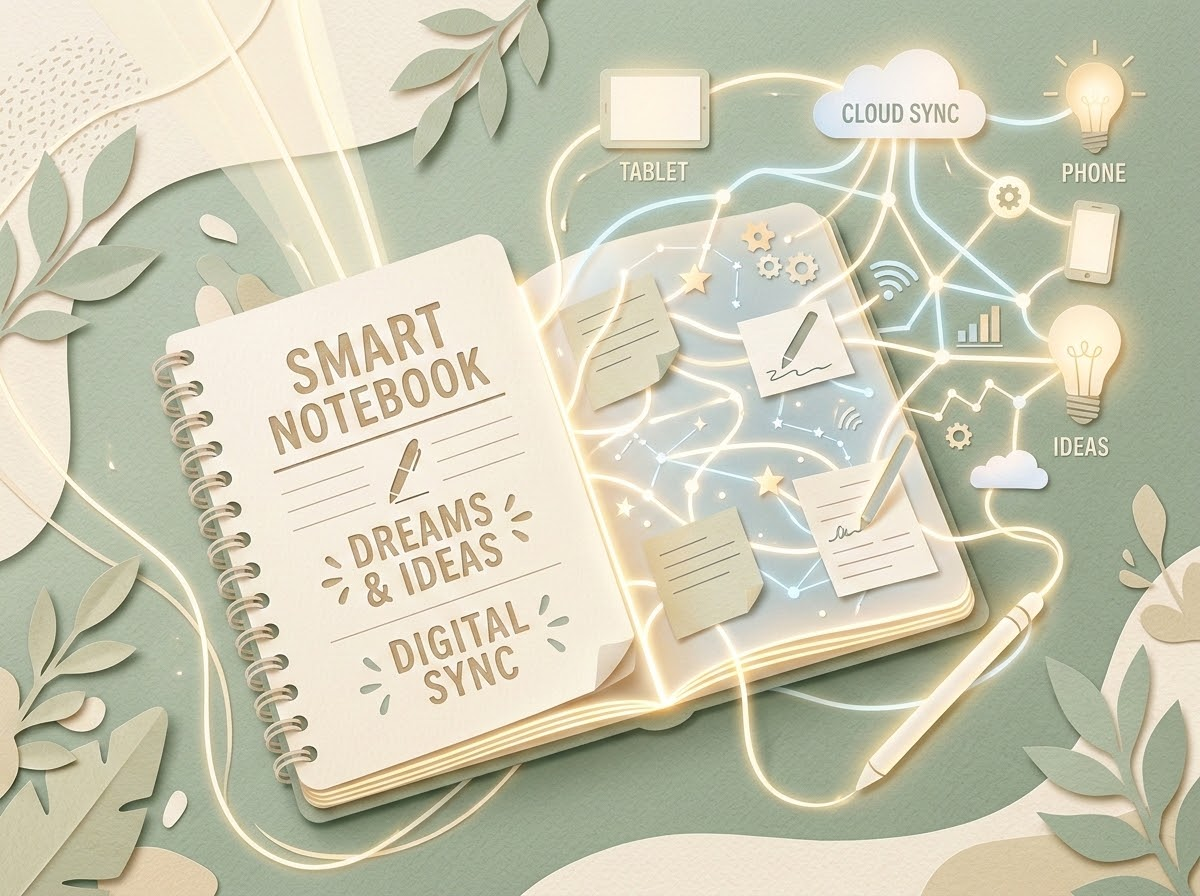 SMART
NOTEBOOK
DREAMS
& IDEAS
DIGITAL
SYNC
TABLET
CLOUD SYNC
PHONE
IDEAS